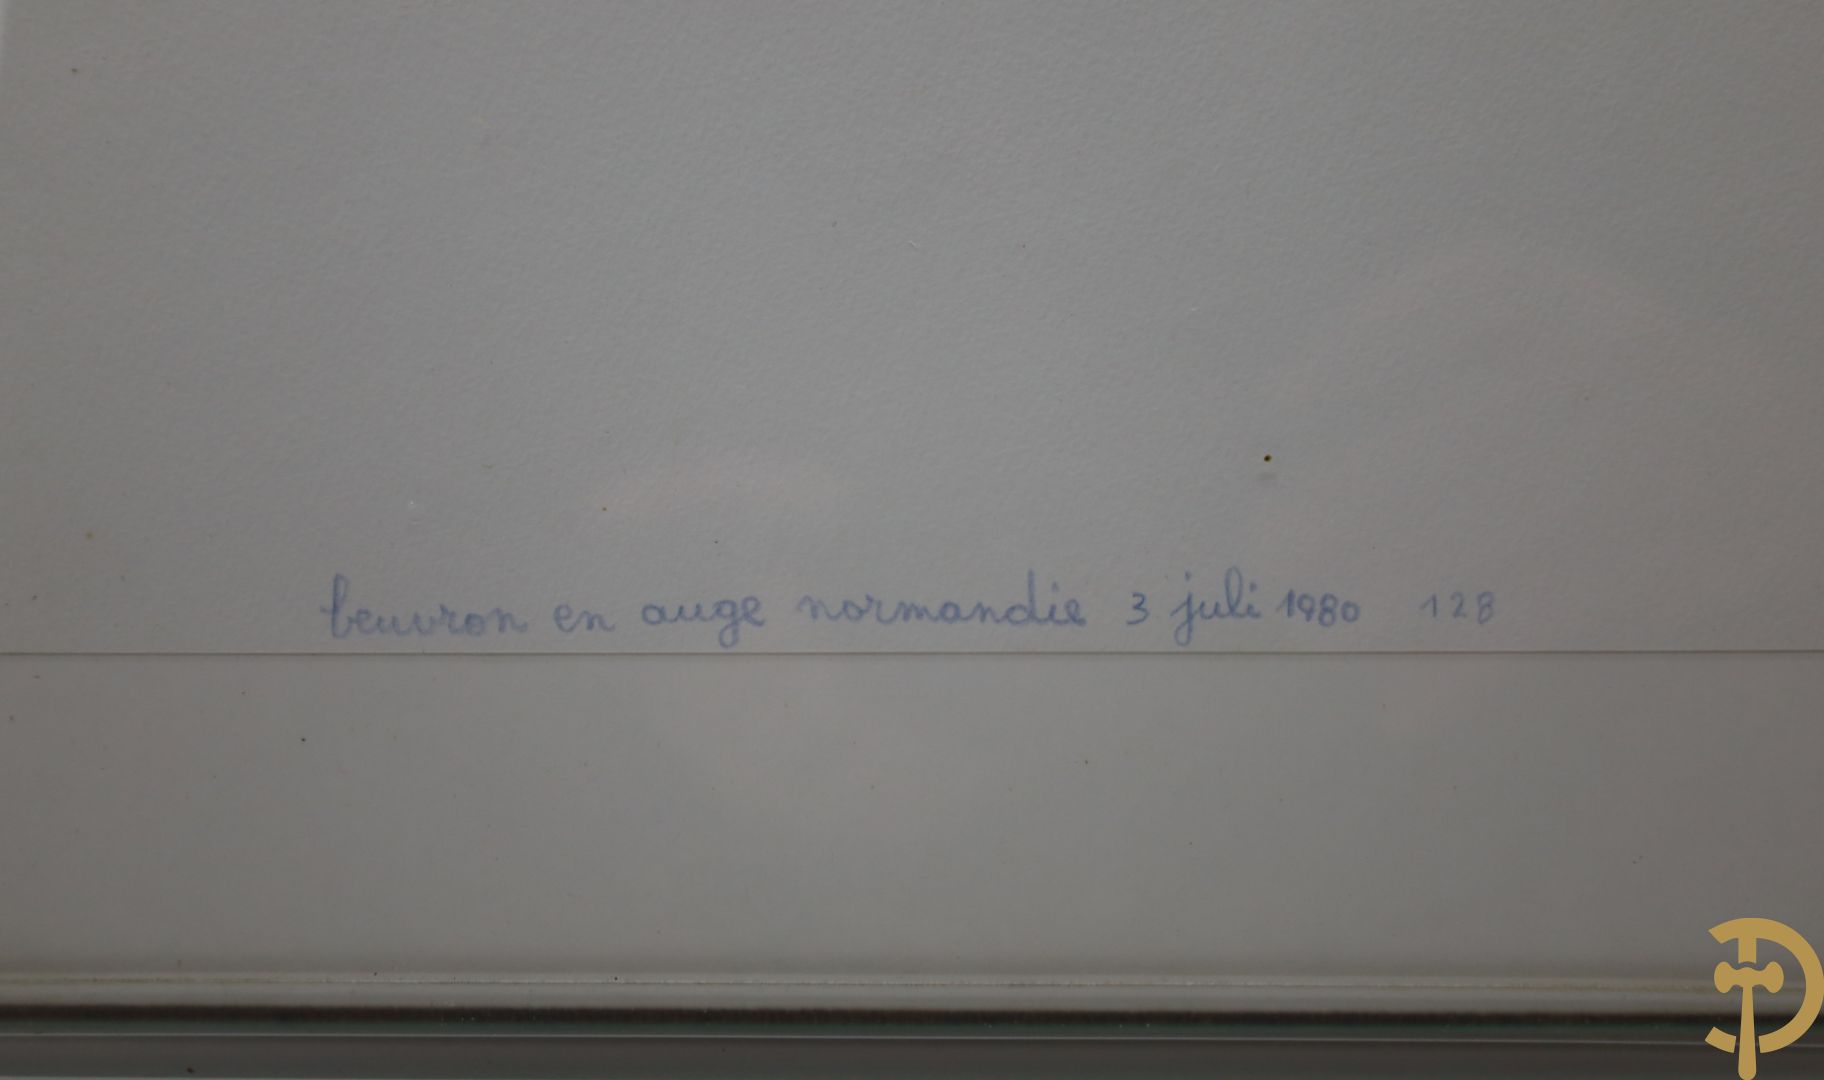 beuvron en auge normandie 3 juli 1980 128